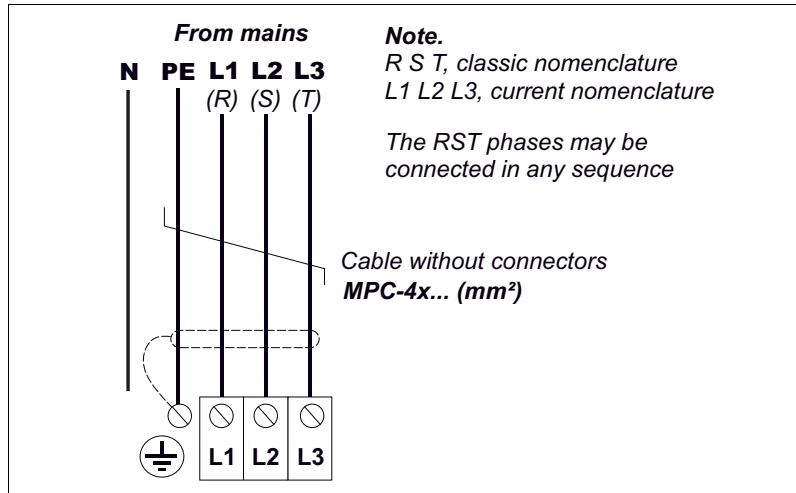 From mains
N PE L1 L2 L3
(R) (S) (T)
Note.
R S T, classic nomenclature
L1 L2 L3, current nomenclature
The RST phases may be
connected in any sequence
Cable without connectors
MPC-4x... (mm²)
L1 L2 L3